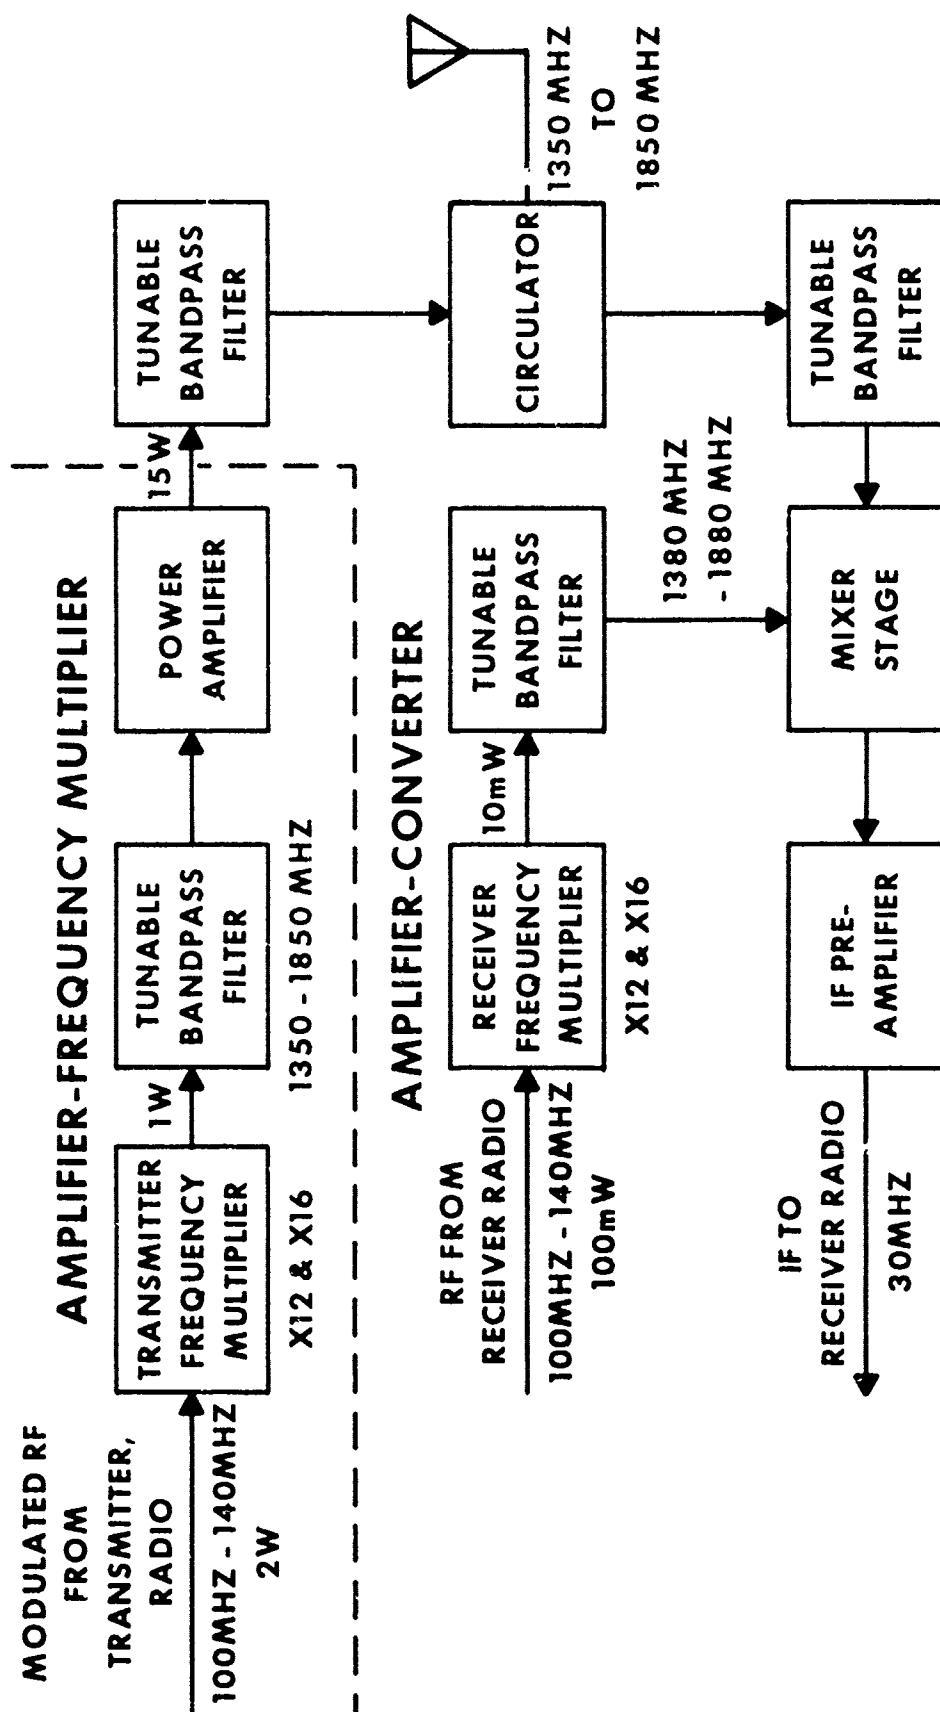 AMPLIFIER-FREQUENCY MULTIPLIER
MODULATED RF
FROM
TRANSMITTER,
RADIO
100MHZ - 140MHZ
2W
TRANSMITTER
FREQUENCY
MULTIPLIER
X12 & X16
1W
TUNABLE
BANDPASS
FILTER
1350 - 1850 MHZ
POWER
AMPLIFIER
15W
TUNABLE
BANDPASS
FILTER
AMPLIFIER-CONVERTER
RF FROM
RECEIVER RADIO
100MHZ - 140MHZ
100mW
RECEIVER
FREQUENCY
MULTIPLIER
X12 & X16
10mW
TUNABLE
BANDPASS
FILTER
1380 MHZ
- 1880 MHZ
CIRCULATOR
1350 MHZ
TO
1850 MHZ
IF TO
RECEIVER RADIO
30MHZ
IF PRE-
AMPLIFIER
MIXER
STAGE
TUNABLE
BANDPASS
FILTER